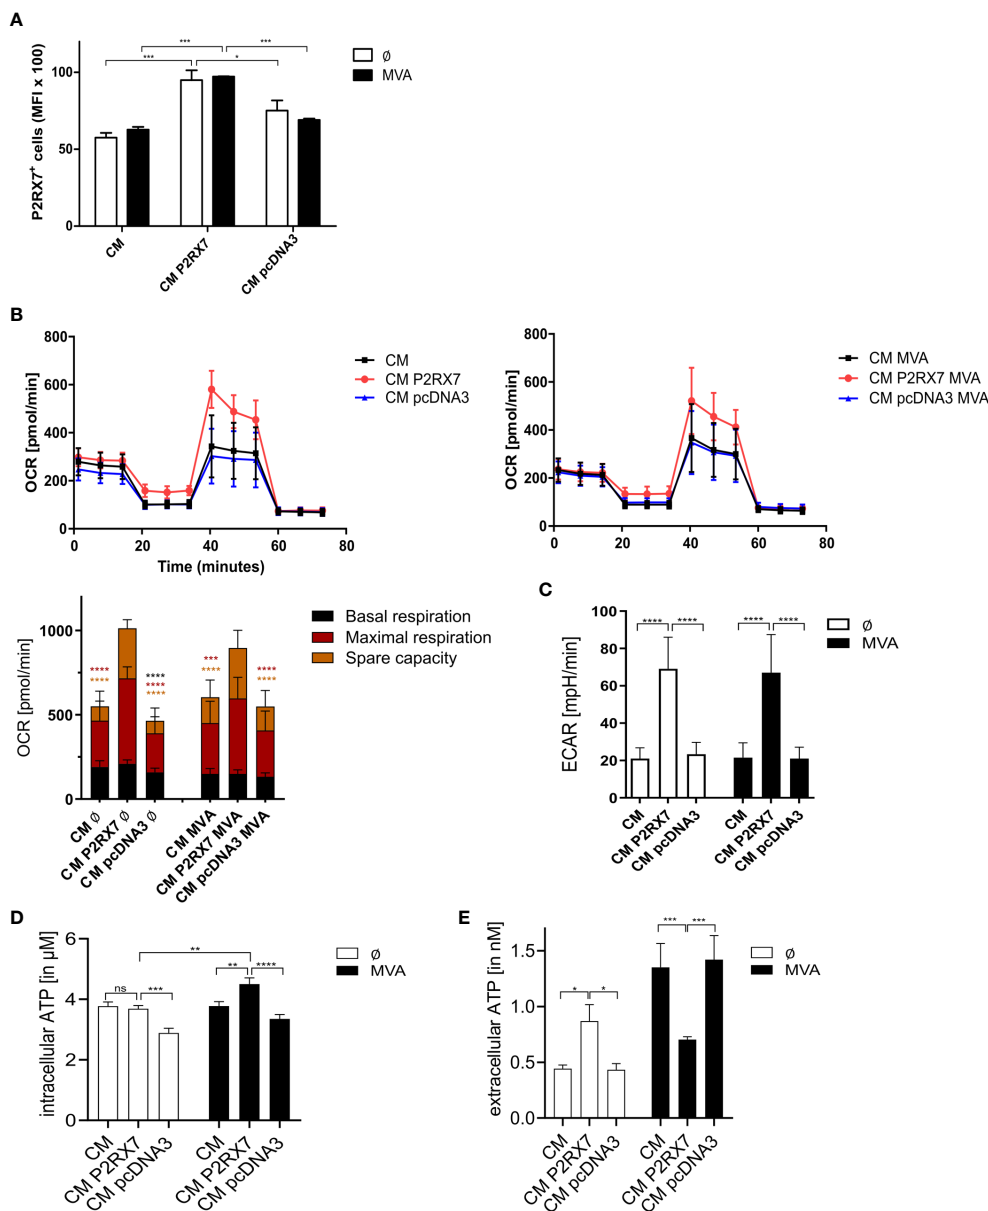 A
P2RX7+ cells (MFI x 100)
100
50
0
***
***
***
*
ø
MVA
CM
CM P2RX7
CM pcDNA3
B
OCR [pmol/min]
800
600
400
200
0
0 20 40 60 80
Time (minutes)
CM
CM P2RX7
CM pcDNA3
OCR [pmol/min]
800
600
400
200
0
0 20 40 60 80
CM MVA
CM P2RX7 MVA
CM pcDNA3 MVA
OCR [pmol/min]
1000
500
0
Basal respiration
Maximal respiration
Spare capacity
****
****
****
****
****
***
****
****
****
CM ø
CM P2RX7 ø
CM pcDNA3 ø
CM MVA
CM P2RX7 MVA
CM pcDNA3 MVA
C
ECAR [mpH/min]
100
80
60
40
20
0
**** **** **** ****
ø
MVA
CM
CM P2RX7
CM pcDNA3
CM
CM P2RX7
CM pcDNA3
D
intracellular ATP [in µM]
6
4
2
0
**
ns *** ** ****
ø
MVA
CM
CM P2RX7
CM pcDNA3
CM
CM P2RX7
CM pcDNA3
E
extracellular ATP [in nM]
1.5
1.0
0.5
0.0
* * *** ***
ø
MVA
CM
CM P2RX7
CM pcDNA3
CM
CM P2RX7
CM pcDNA3